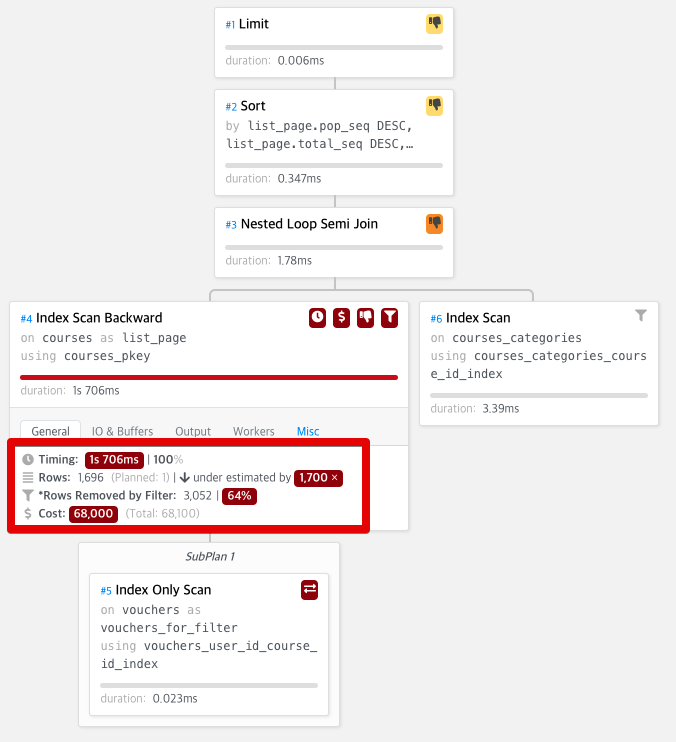 #1 Limit
duration: 0.006ms
#2 Sort
by list_page.pop_seq DESC,
list_page.total_seq DESC,…
duration: 0.347ms
#3 Nested Loop Semi Join
duration: 1.78ms
#4 Index Scan Backward
on courses as list_page
using courses_pkey
duration: 1s 706ms
General IO & Buffers Output Workers Misc
Timing: 1s 706ms | 100%
Rows: 1,696 (Planned: 1) | under estimated by 1,700 ×
*Rows Removed by Filter: 3,052 | 64%
$ Cost: 68,000 (Total: 68,100)
#6 Index Scan
on courses_categories
using courses_categories_cours
e_id_index
duration: 3.39ms
SubPlan 1
#5 Index Only Scan
on vouchers as
vouchers_for_filter
using vouchers_user_id_course_
id_index
duration: 0.023ms